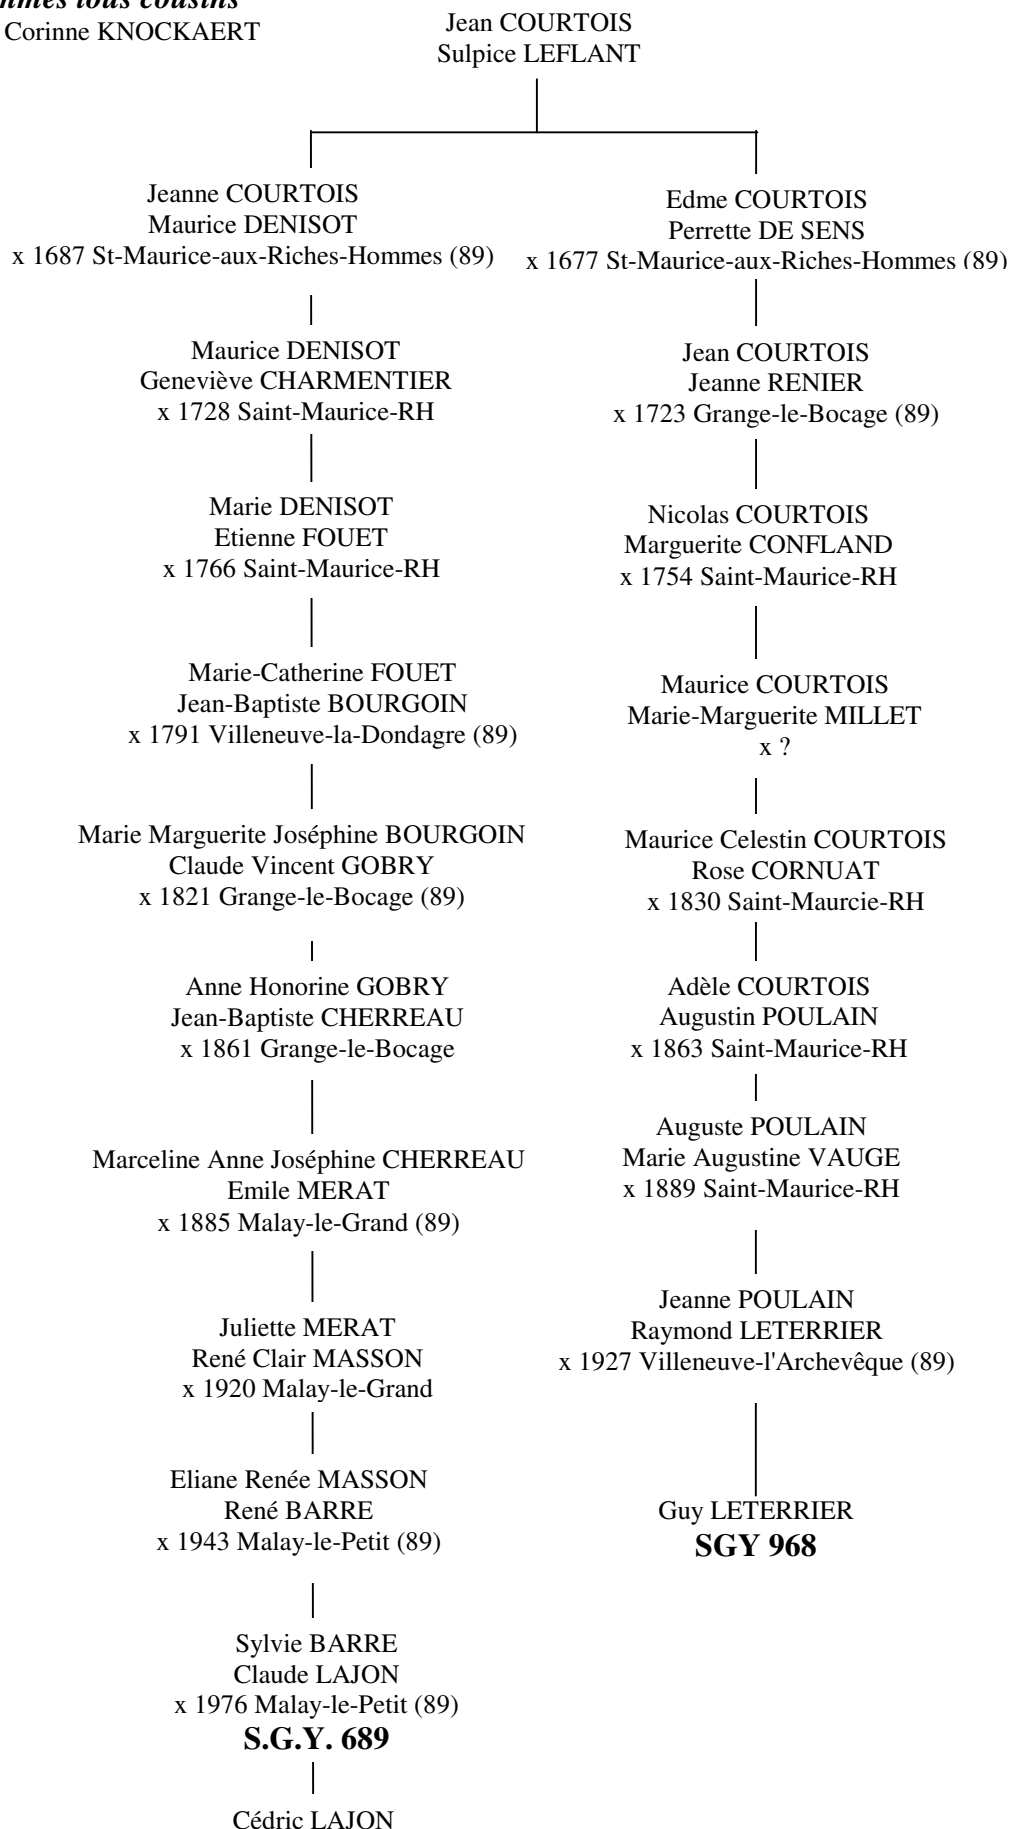 tous cousins
Corinne KNOCKAERT
Jean COURTOIS
Sulpice LEFLANT
Jeanne COURTOIS
Maurice DENISOT
x 1687 St-Maurice-aux-Riches-Hommes (89)
Maurice DENISOT
Geneviève CHARMENTIER
x 1728 Saint-Maurice-RH
Marie DENISOT
Etienne FOUET
x 1766 Saint-Maurice-RH
Marie-Catherine FOUET
Jean-Baptiste BOURGOIN
x 1791 Villeneuve-la-Dondagre (89)
Marie Marguerite Joséphine BOURGOIN
Claude Vincent GOBRY
x 1821 Grange-le-Bocage (89)
Anne Honorine GOBRY
Jean-Baptiste CHERREAU
x 1861 Grange-le-Bocage
Marceline Anne Joséphine CHERREAU
Emile MERAT
x 1885 Malay-le-Grand (89)
Juliette MERAT
René Clair MASSON
x 1920 Malay-le-Grand
Eliane Renée MASSON
René BARRE
x 1943 Malay-le-Petit (89)
Sylvie BARRE
Claude LAJON
x 1976 Malay-le-Petit (89)
S.G.Y. 689
Cédric LAJON
Edme COURTOIS
Perrette DE SENS
x 1677 St-Maurice-aux-Riches-Hommes (89)
Jean COURTOIS
Jeanne RENIER
x 1723 Grange-le-Bocage (89)
Nicolas COURTOIS
Marguerite CONFLAND
x 1754 Saint-Maurice-RH
Maurice COURTOIS
Marie-Marguerite MILLET
x ?
Maurice Celestin COURTOIS
Rose CORNUAT
x 1830 Saint-Maurcie-RH
Adèle COURTOIS
Augustin POULAIN
x 1863 Saint-Maurice-RH
Auguste POULAIN
Marie Augustine VAUGE
x 1889 Saint-Maurice-RH
Jeanne POULAIN
Raymond LETERRIER
x 1927 Villeneuve-l'Archevêque (89)
Guy LETERRIER
SGY 968